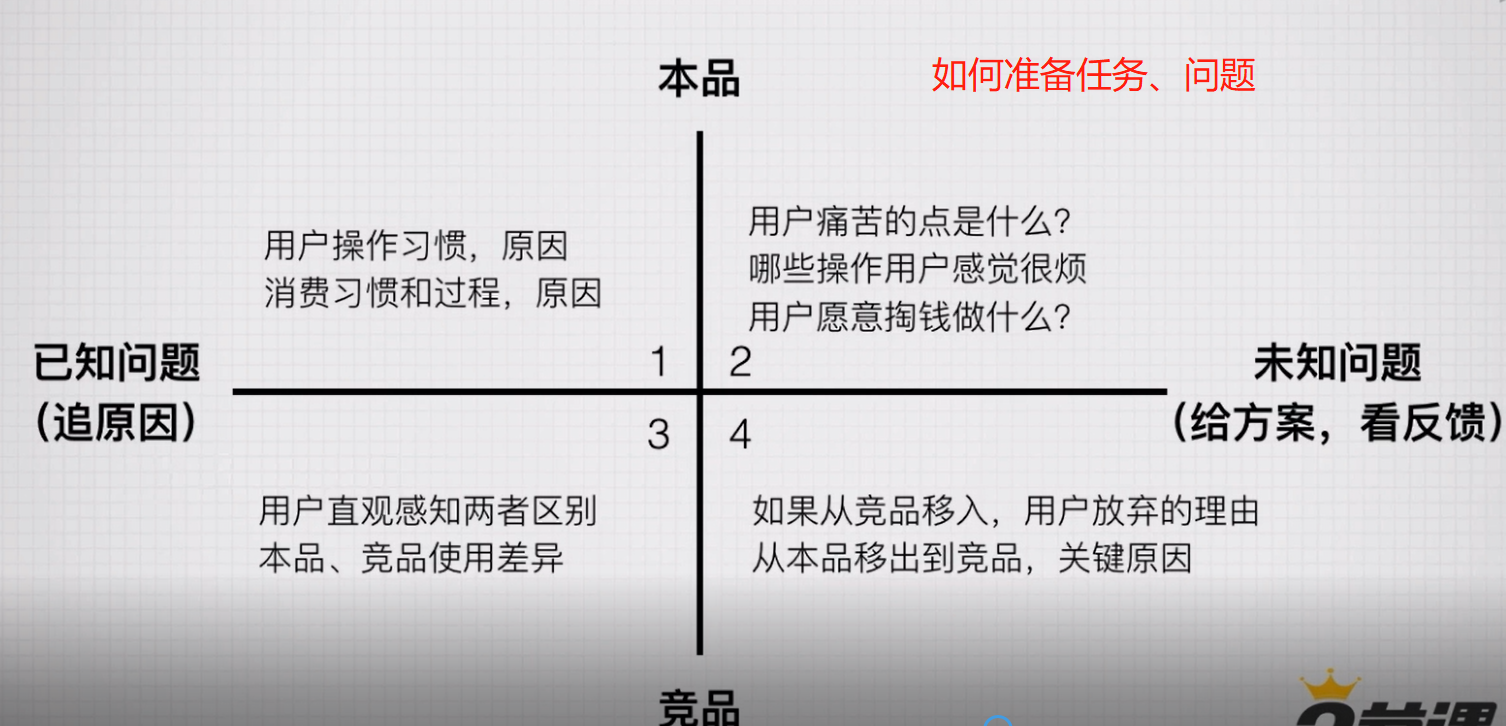 本品
如何准备任务、问题
用户操作习惯，原因
消费习惯和过程，原因
用户痛苦的点是什么？
哪些操作用户感觉很烦
用户愿意掏钱做什么？
已知问题
（追原因）
1
2
未知问题
（给方案，看反馈）
3
4
用户直观感知两者区别
本品、竞品使用差异
如果从竞品移入，用户放弃的理由
从本品移出到竞品，关键原因
竞品